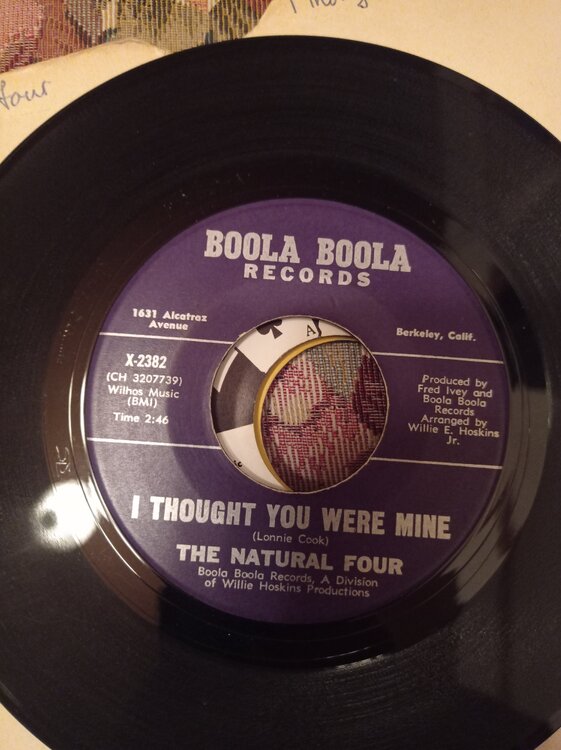 four
BOOLA BOOLA
RECORDS
1631 Alcatraz
Avenue
Berkeley, Calif.
X-2382
(CH 3207739)
Wilhos Music
(BMI)
Time 2:46
Produced by
Fred Ivey and
Boola Boola
Records
Arranged by
Willie E. Hoskins
Jr.
A
I THOUGHT YOU WERE MINE
(Lonnie Cook)
THE NATURAL FOUR
Boola Boola Records, A Division
of Willie Hoskins Productions